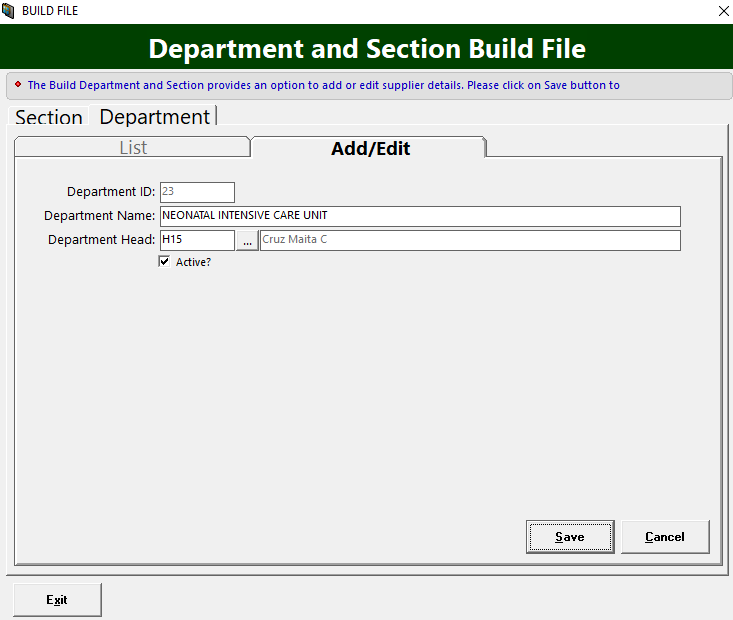 BUILD FILE
Department and Section Build File
The Build Department and Section provides an option to add or edit supplier details. Please click on Save button to
Section Department
List Add/Edit
Department ID: 23
Department Name: NEONATAL INTENSIVE CARE UNIT
Department Head: H15 ... Cruz Maita C
Active?
Save Cancel
Exit